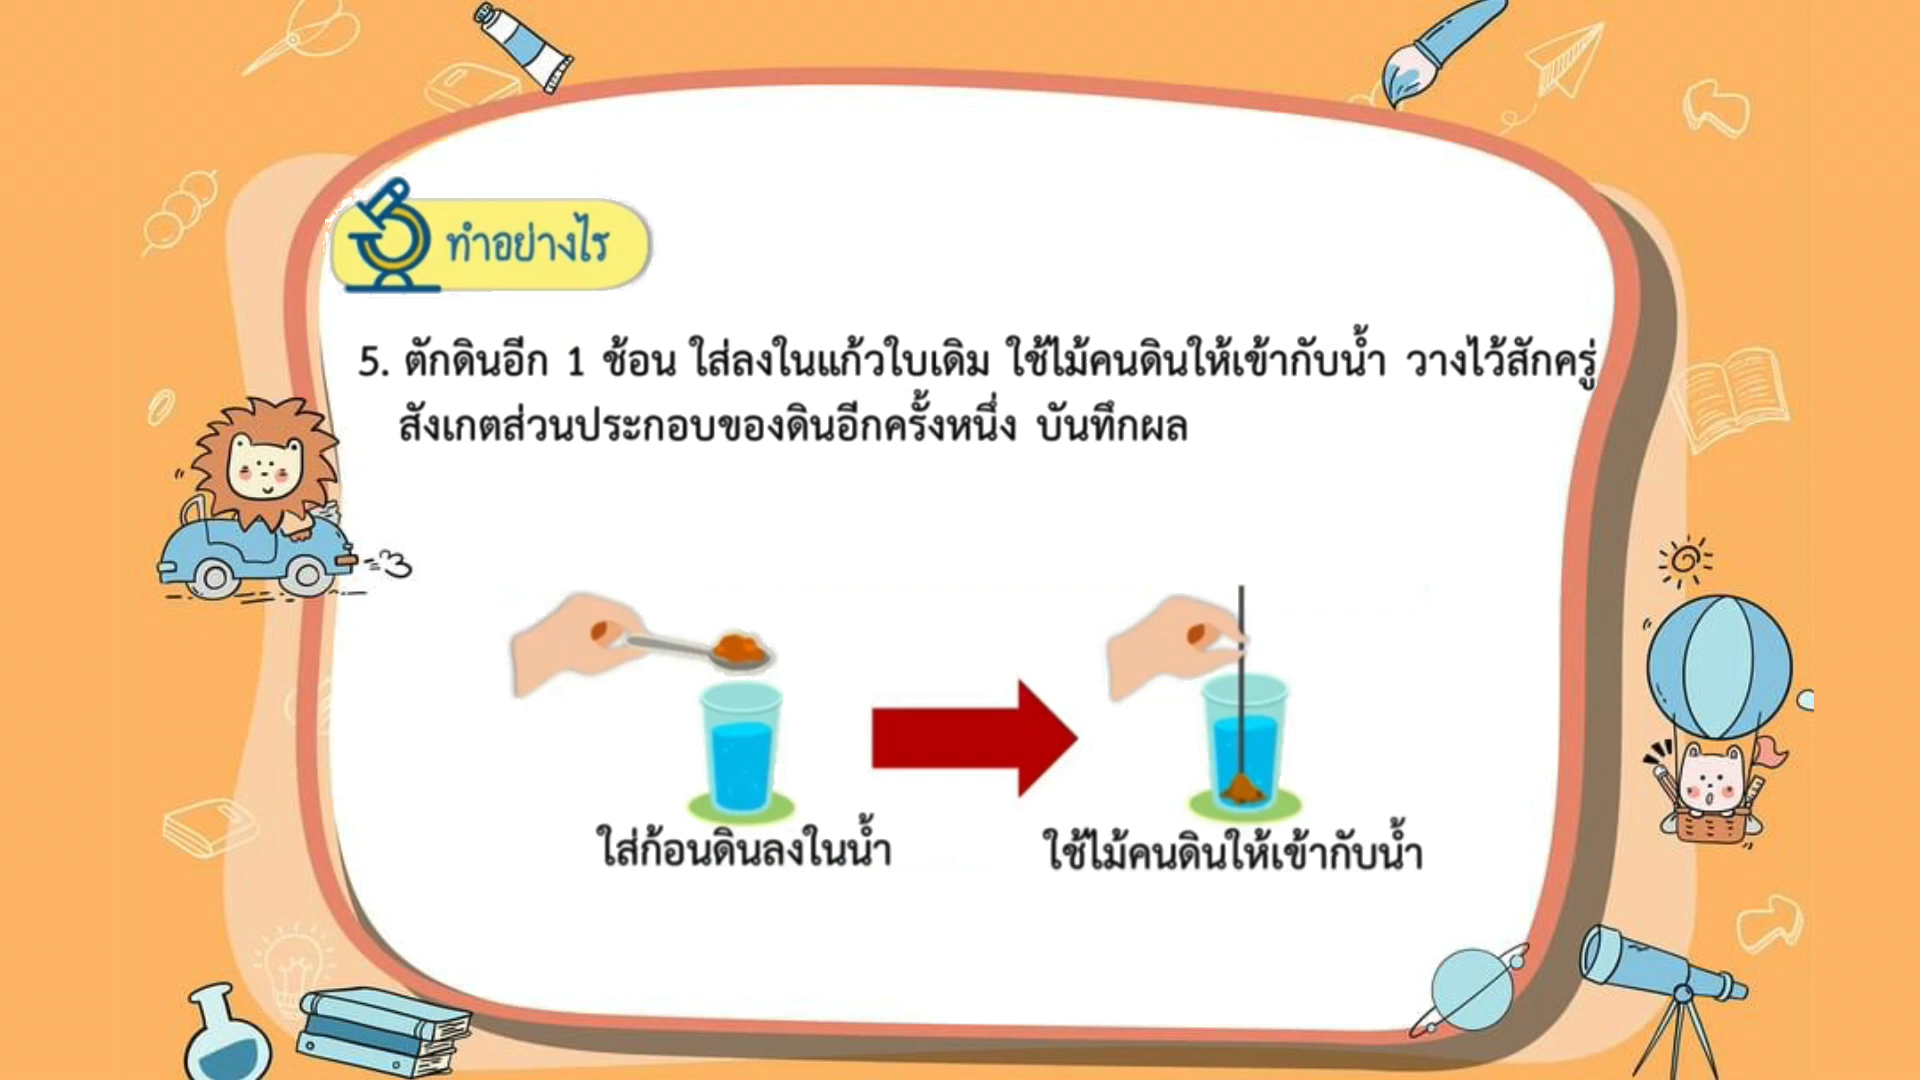 ทำอย่างไร
5. ตักดินอีก 1 ช้อน ใส่ลงในแก้วใบเดิม ใช้ไม้คนดินให้เข้ากับน้ำ วางไว้สักครู่
สังเกตส่วนประกอบของดินอีกครั้งหนึ่ง บันทึกผล
ใส่ก้อนดินลงในน้ำ
ใช้ไม้คนดินให้เข้ากับน้ำ